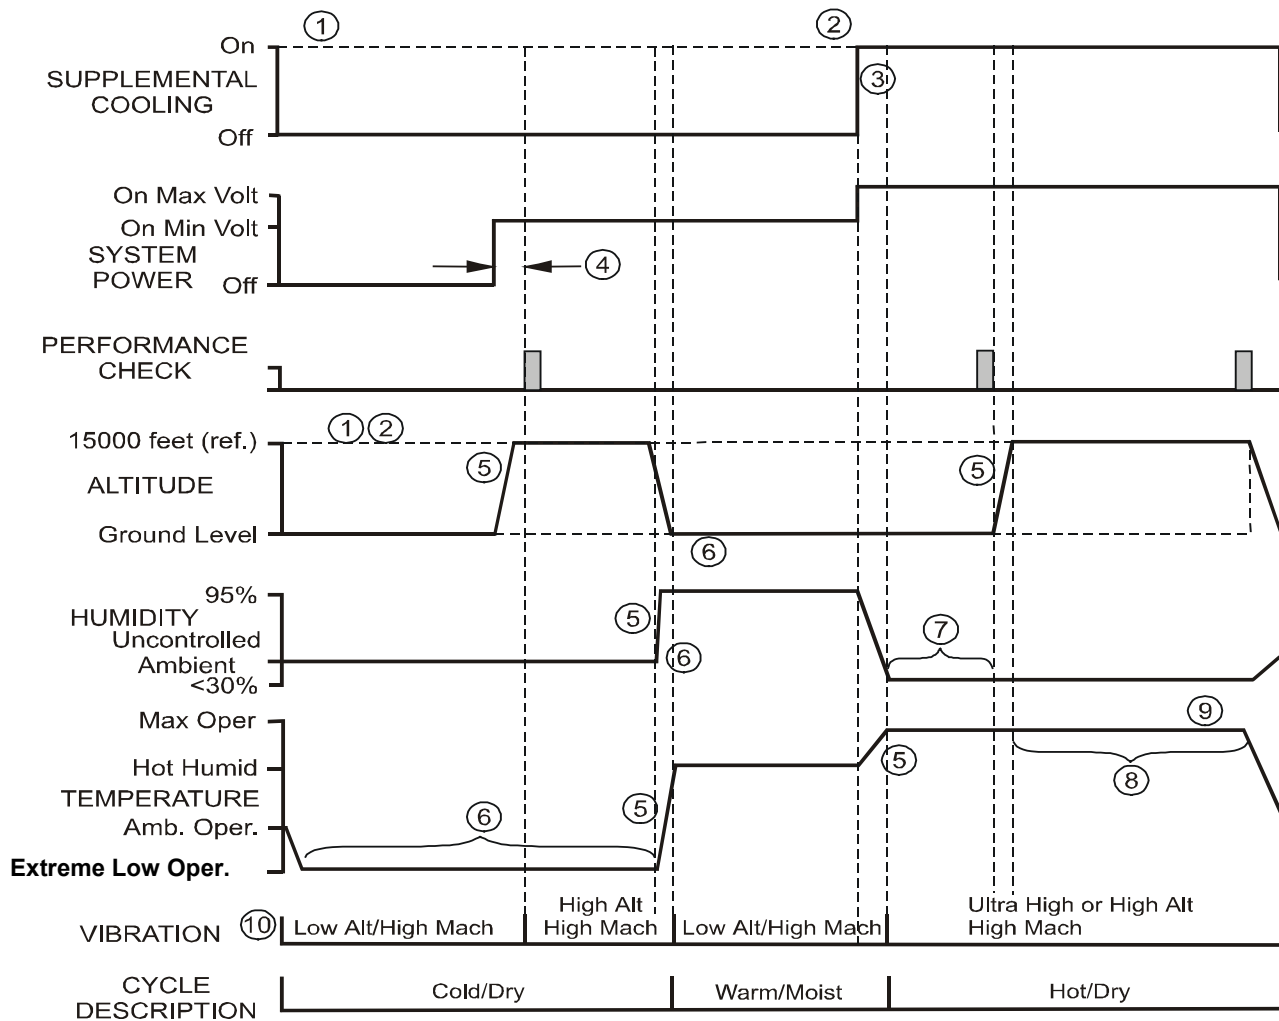 ①
②
On
SUPPLEMENTAL
COOLING
③
Off
On Max Volt
On Min Volt
SYSTEM
POWER
Off
④
PERFORMANCE
CHECK
15000 feet (ref.)
① ②
ALTITUDE
⑤
⑤
Ground Level
⑥
95%
HUMIDITY
Uncontrolled
Ambient
<30%
⑤
⑥
⑦
Max Oper
⑨
Hot Humid
⑤
⑧
TEMPERATURE
⑤
Amb. Oper.
⑥
Extreme Low Oper.
VIBRATION
⑩
Low Alt/High Mach
High Alt
High Mach
Low Alt/High Mach
Ultra High or High Alt
High Mach
CYCLE
DESCRIPTION
Cold/Dry
Warm/Moist
Hot/Dry